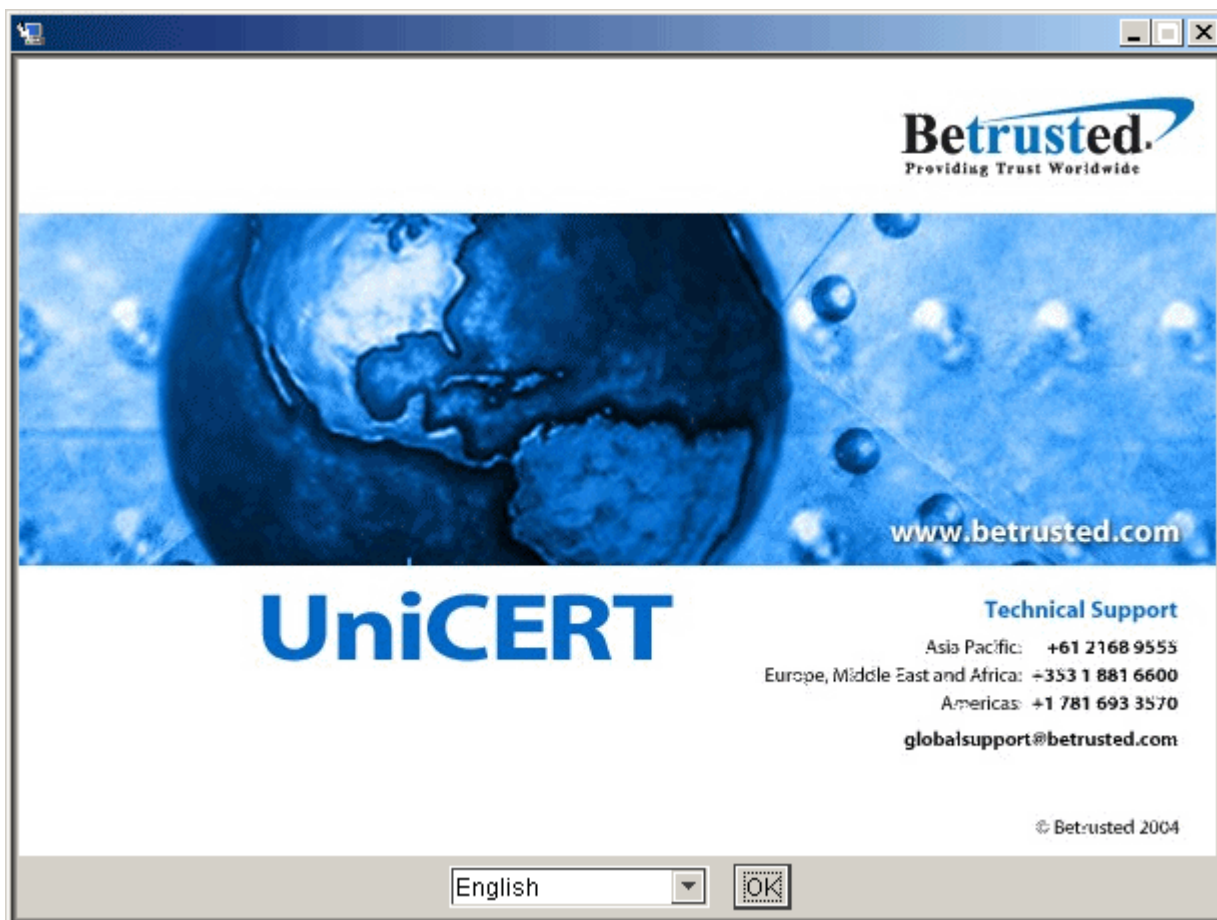 Betrusted.
Providing Trust Worldwide
www.betrusted.com
UniCERT
Technical Support
Asia Pacific: +61 2168 9555
Europe, Middle East and Africa: +353 1 881 6600
Americas: +1 781 693 3570
globalsupport@betrusted.com
© Betrusted 2004
English
OK